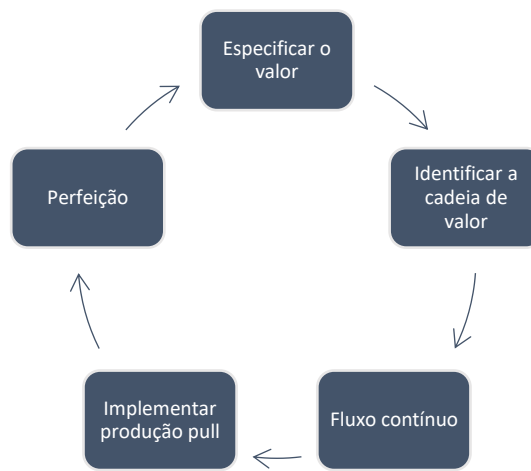 Especificar o
valor
Identificar a
cadeia de
valor
Fluxo contínuo
Implementar
produção pull
Perfeição